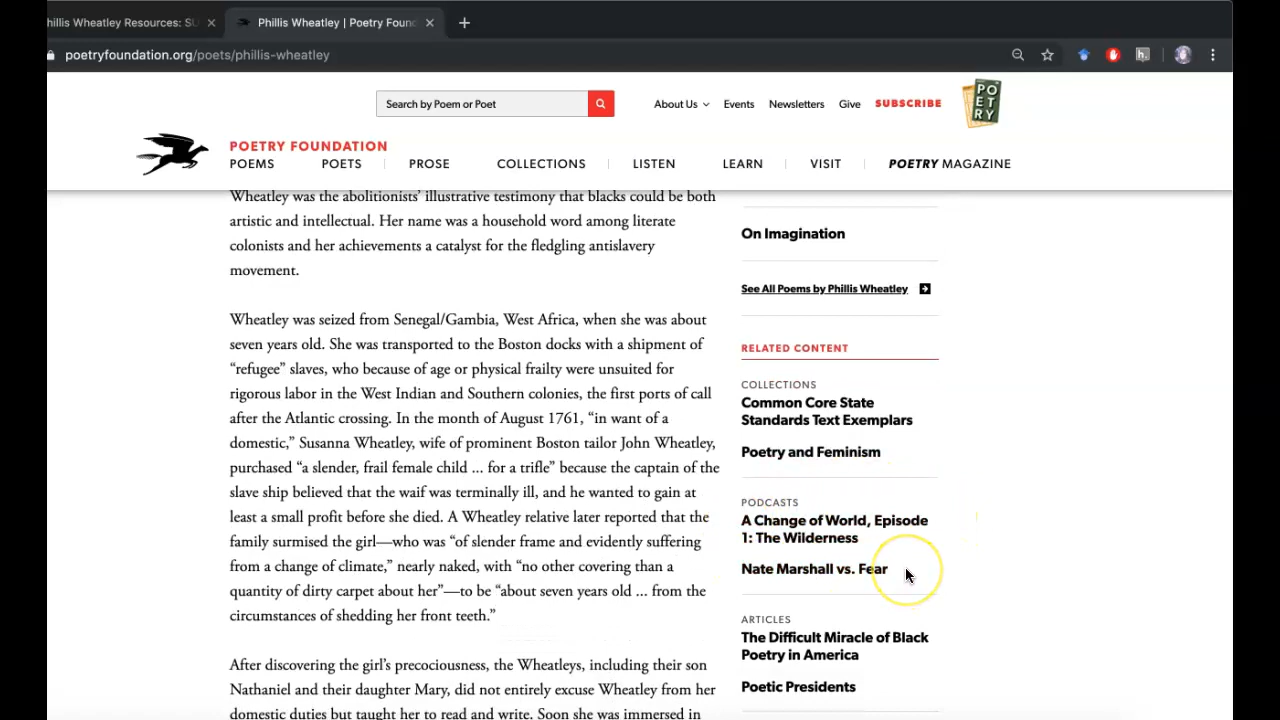 hillis Wheatley Resources: SU
Phillis Wheatley | Poetry Foun
poetryfoundation.org/poets/phillis-wheatley
h.
Search by Poem or Poet
About Us
Events
Newsletters
Give
SUBSCRIBE
PO
ET
RY
POETRY FOUNDATION
POEMS
POETS
PROSE
COLLECTIONS
LISTEN
LEARN
VISIT
POETRY MAGAZINE
Wheatley was the abolitionists’ illustrative testimony that blacks could be both
artistic and intellectual. Her name was a household word among literate
colonists and her achievements a catalyst for the fledgling antislavery
movement.
Wheatley was seized from Senegal/Gambia, West Africa, when she was about
seven years old. She was transported to the Boston docks with a shipment of
“refugee” slaves, who because of age or physical frailty were unsuited for
rigorous labor in the West Indian and Southern colonies, the first ports of call
after the Atlantic crossing. In the month of August 1761, “in want of a
domestic,” Susanna Wheatley, wife of prominent Boston tailor John Wheatley,
purchased “a slender, frail female child ... for a trifle” because the captain of the
slave ship believed that the waif was terminally ill, and he wanted to gain at
least a small profit before she died. A Wheatley relative later reported that the
family surmised the girl—who was “of slender frame and evidently suffering
from a change of climate,” nearly naked, with “no other covering than a
quantity of dirty carpet about her”—to be “about seven years old ... from the
circumstances of shedding her front teeth.”
After discovering the girl’s precociousness, the Wheatleys, including their son
Nathaniel and their daughter Mary, did not entirely excuse Wheatley from her
domestic duties but taught her to read and write. Soon she was immersed in
On Imagination
See All Poems by Phillis Wheatley
RELATED CONTENT
COLLECTIONS
Common Core State
Standards Text Exemplars
Poetry and Feminism
PODCASTS
A Change of World, Episode
1: The Wilderness
Nate Marshall vs. Fear
ARTICLES
The Difficult Miracle of Black
Poetry in America
Poetic Presidents